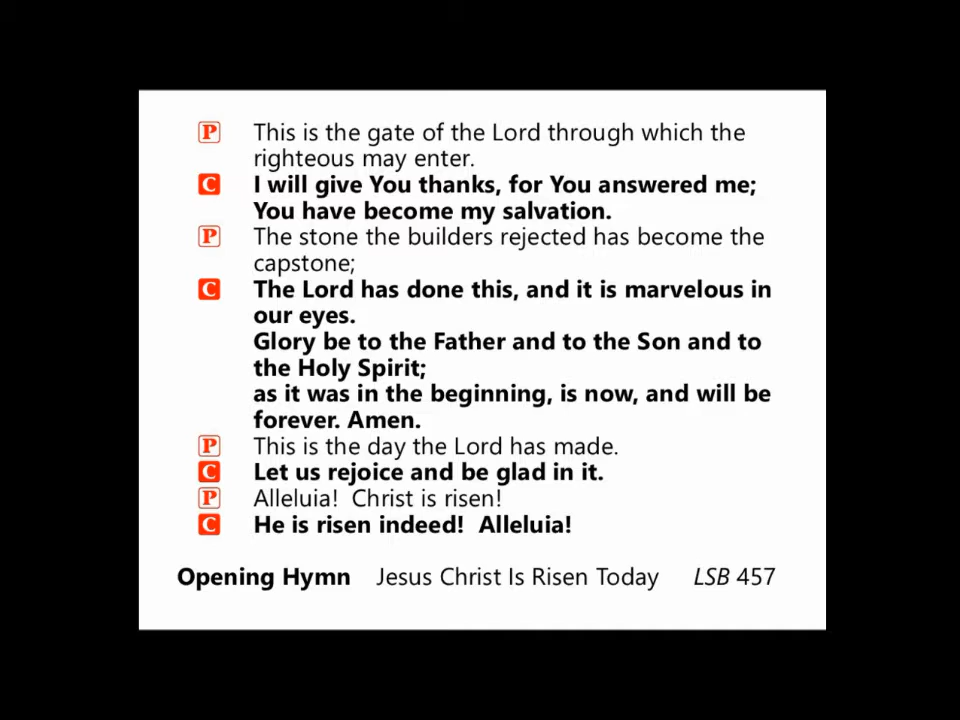 P This is the gate of the Lord through which the
righteous may enter.
C I will give You thanks, for You answered me;
You have become my salvation.
P The stone the builders rejected has become the
capstone;
C The Lord has done this, and it is marvelous in
our eyes.
Glory be to the Father and to the Son and to
the Holy Spirit;
as it was in the beginning, is now, and will be
forever. Amen.
P This is the day the Lord has made.
C Let us rejoice and be glad in it.
P Alleluia!  Christ is risen!
C He is risen indeed!  Alleluia!
Opening Hymn Jesus Christ Is Risen Today LSB 457